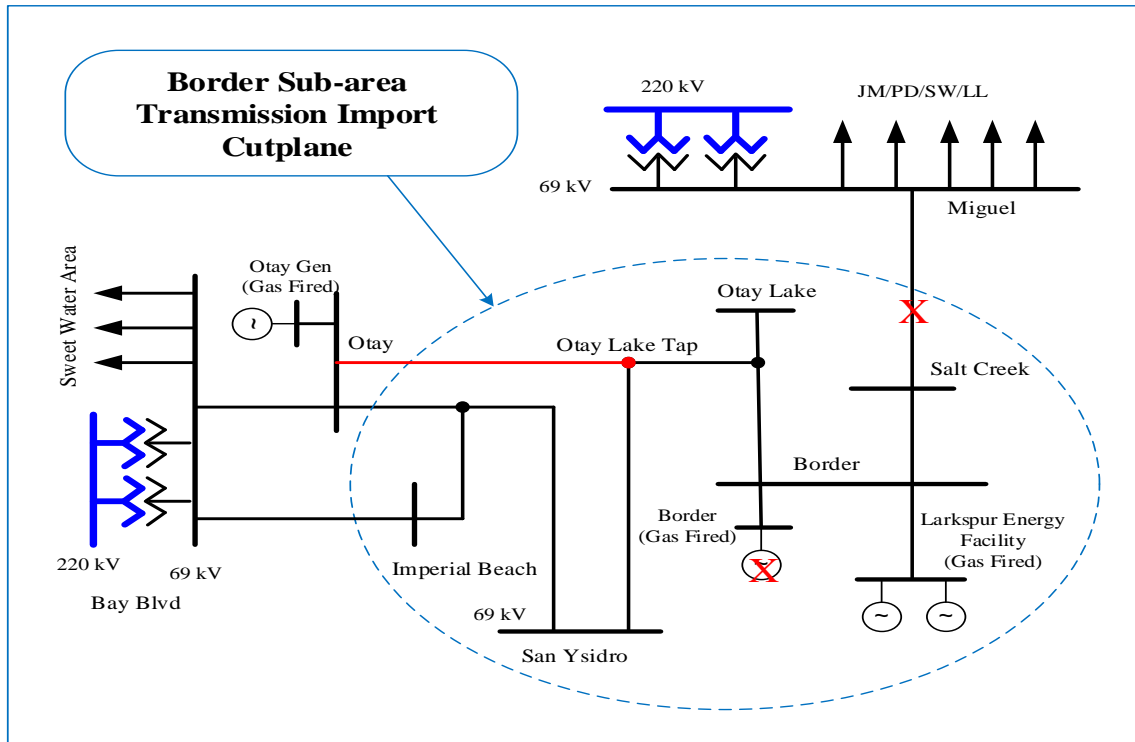 Border Sub-area
Transmission Import
Cutplane
220 kV
JM/PD/SW/LL
69 kV
Miguel
Sweet Water Area
Otay Gen
(Gas Fired)
~
Otay
Otay Lake
Otay Lake Tap
X
Salt Creek
Border
Border
(Gas Fired)
~
X
Larkspur Energy
Facility
(Gas Fired)
~ ~
Imperial Beach
220 kV
69 kV
Bay Blvd
69 kV
San Ysidro